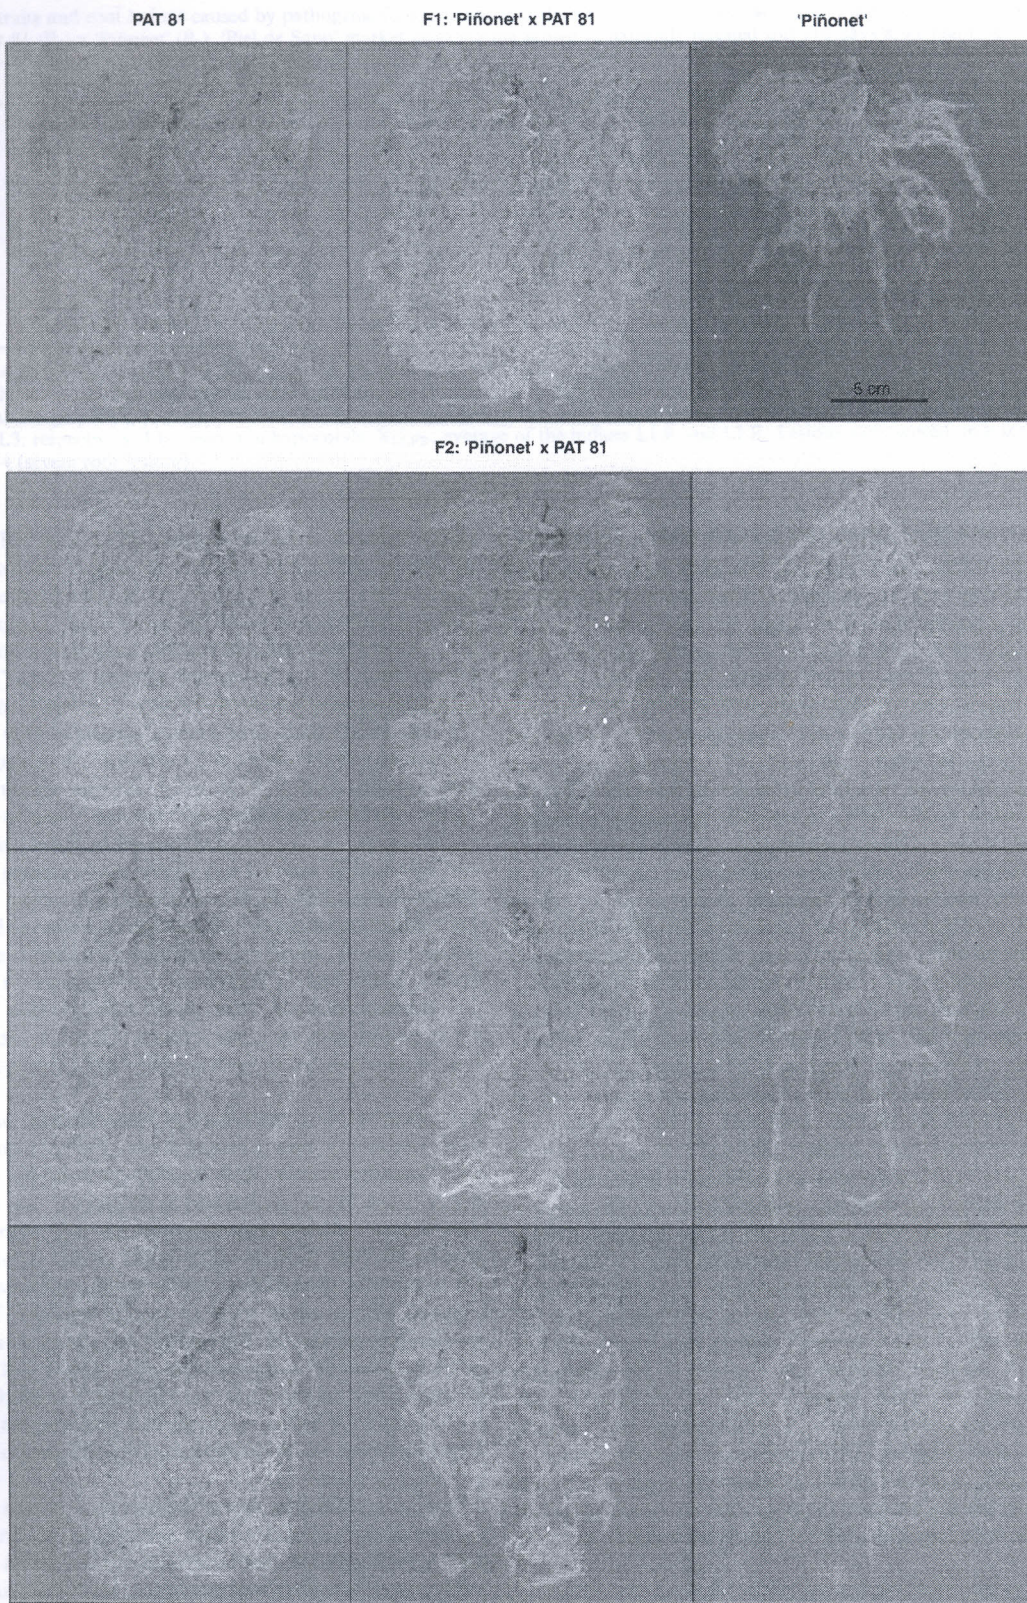 PAT 81
F1: 'Piñonet' x PAT 81
'Piñonet'
5 cm
F2: 'Piñonet' x PAT 81